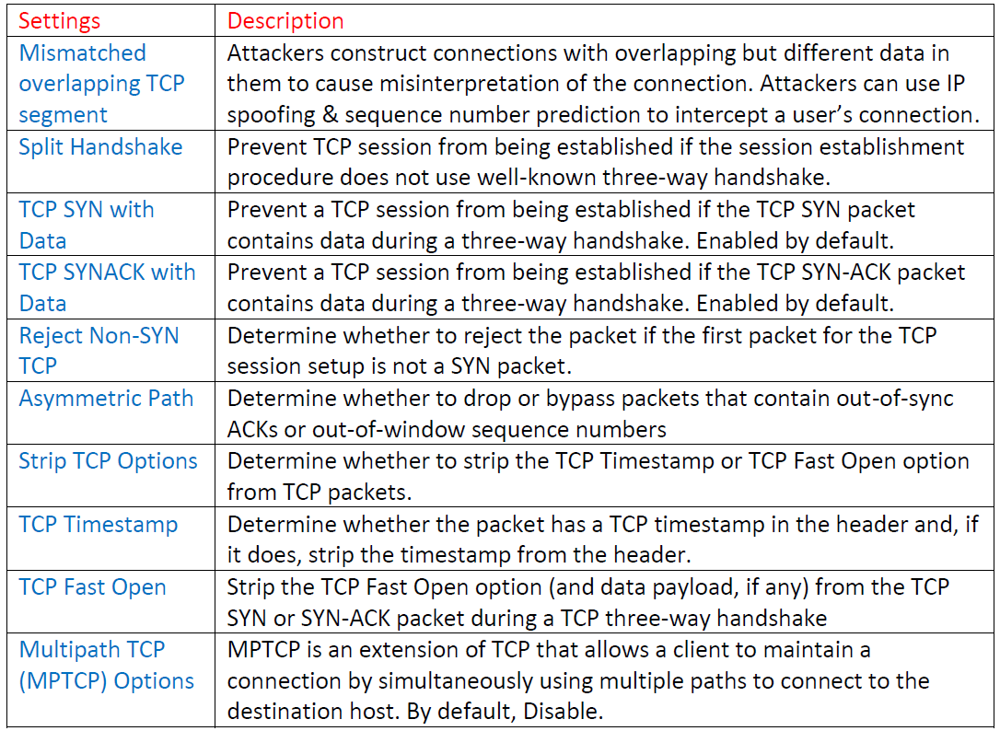 Settings
Description
Mismatched
overlapping TCP
segment
Attackers construct connections with overlapping but different data in
them to cause misinterpretation of the connection. Attackers can use IP
spoofing & sequence number prediction to intercept a user’s connection.
Split Handshake
Prevent TCP session from being established if the session establishment
procedure does not use well-known three-way handshake.
TCP SYN with
Data
Prevent a TCP session from being established if the TCP SYN packet
contains data during a three-way handshake. Enabled by default.
TCP SYNACK with
Data
Prevent a TCP session from being established if the TCP SYN-ACK packet
contains data during a three-way handshake. Enabled by default.
Reject Non-SYN
TCP
Determine whether to reject the packet if the first packet for the TCP
session setup is not a SYN packet.
Asymmetric Path
Determine whether to drop or bypass packets that contain out-of-sync
ACKs or out-of-window sequence numbers
Strip TCP Options
Determine whether to strip the TCP Timestamp or TCP Fast Open option
from TCP packets.
TCP Timestamp
Determine whether the packet has a TCP timestamp in the header and, if
it does, strip the timestamp from the header.
TCP Fast Open
Strip the TCP Fast Open option (and data payload, if any) from the TCP
SYN or SYN-ACK packet during a TCP three-way handshake
Multipath TCP
(MPTCP) Options
MPTCP is an extension of TCP that allows a client to maintain a
connection by simultaneously using multiple paths to connect to the
destination host. By default, Disable.